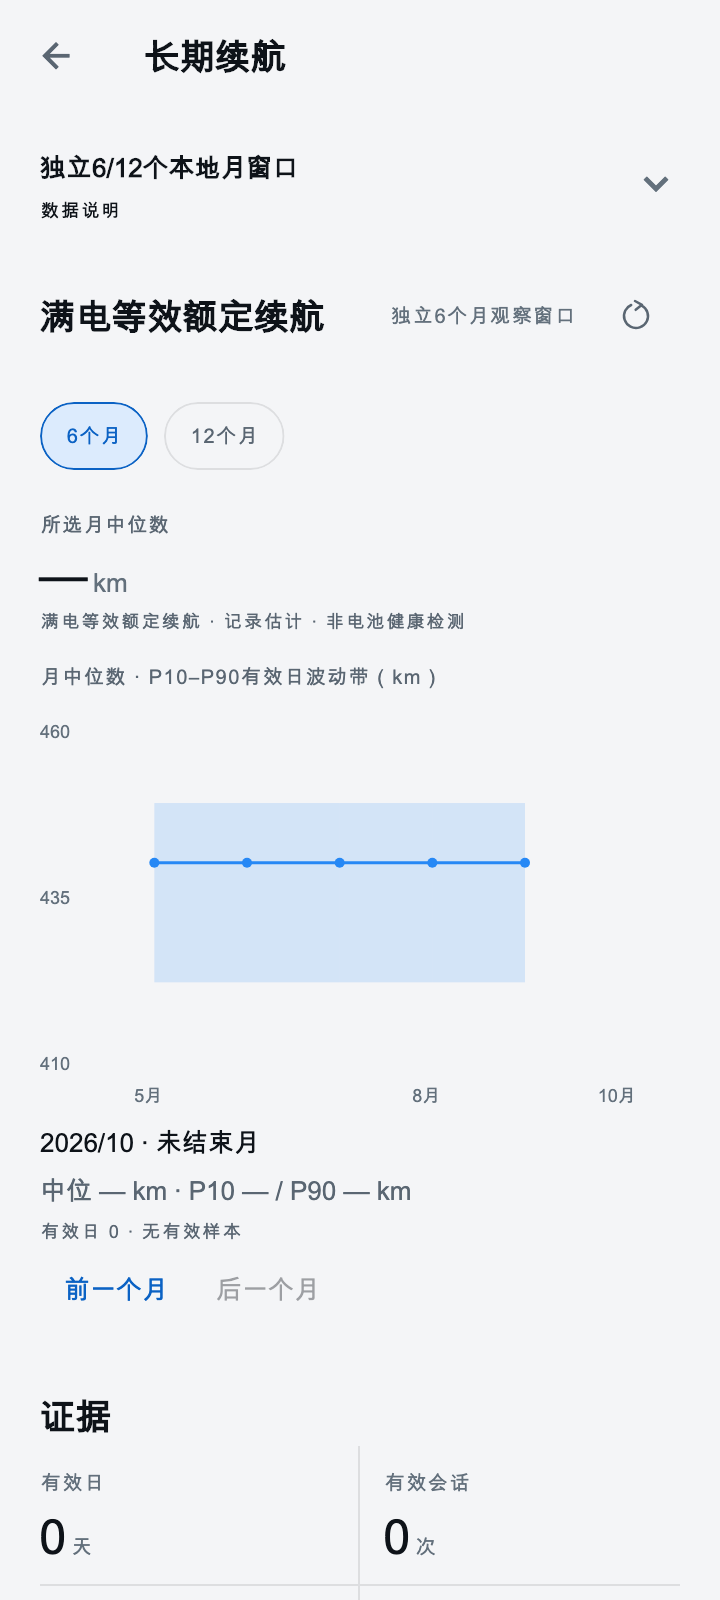 长期续航
独立6/12个本地月窗口
数据说明
满电等效额定续航
独立6个月观察窗口
6个月
12个月
所选月中位数
— km
满电等效额定续航 · 记录估计 · 非电池健康检测
月中位数 · P10–P90有效日波动带（km）
460
435
410
5月
8月
10月
2026/10 · 未结束月
中位 — km · P10 — / P90 — km
有效日 0 · 无有效样本
前一个月
后一个月
证据
有效日
有效会话
0 天
0 次